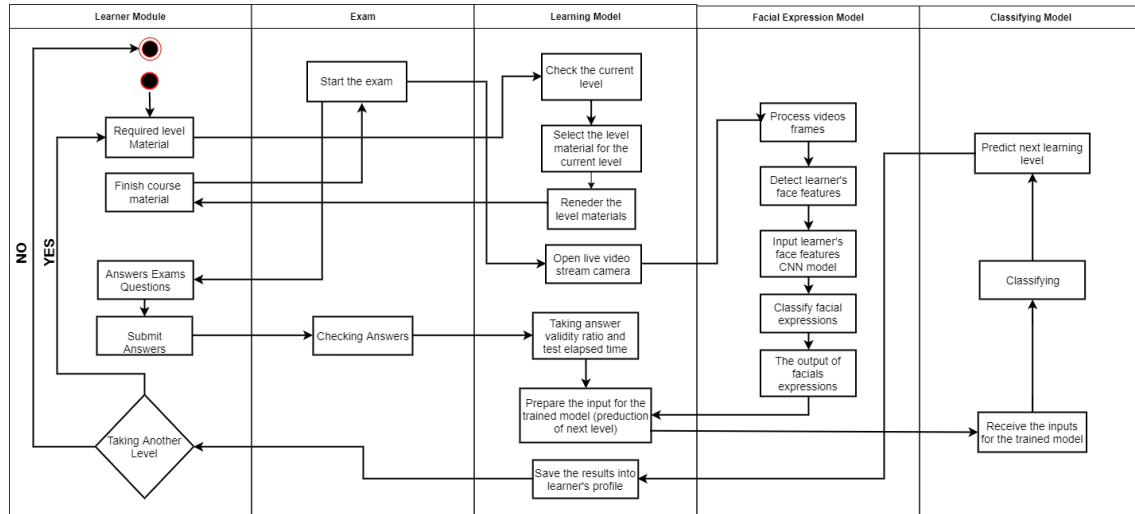 Learner Module
Exam
Learning Model
Facial Expression Model
Classifying Model
Start the exam
Check the current
level
Required level
Material
Process videos
frames
Select the level
material for the
current level
Predict next learning
level
Finish course
material
Detect learner's
face features
Reneder the
level materials
NO
YES
Answers Exams
Questions
Open live video
stream camera
Input learner's
face features
CNN model
Classifying
Submit
Answers
Checking Answers
Taking answer
validity ratio and
test elapsed time
Classify facial
expressions
The output of
facials
expressions
Prepare the input for the
trained model (preduction
of next level)
Receive the inputs
for the trained model
Taking Another
Level
Save the results into
learner's profile